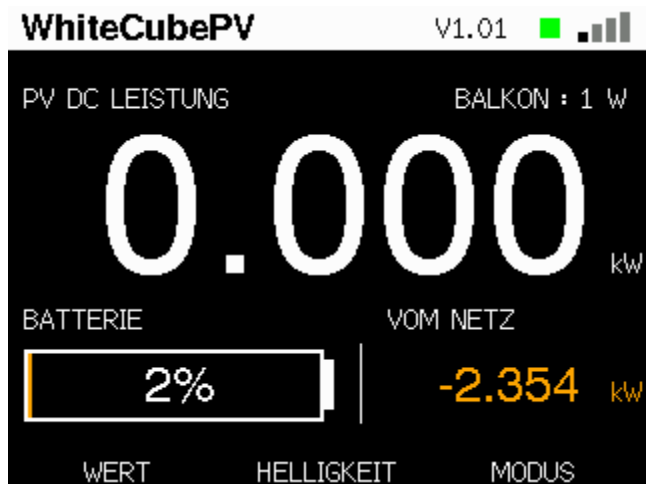 WhiteCubePV V1.01
PV DC LEISTUNG BALKON : 1 W
0.000 kW
BATTERIE VOM NETZ
2% -2.354 kW
WERT HELLIGKEIT MODUS